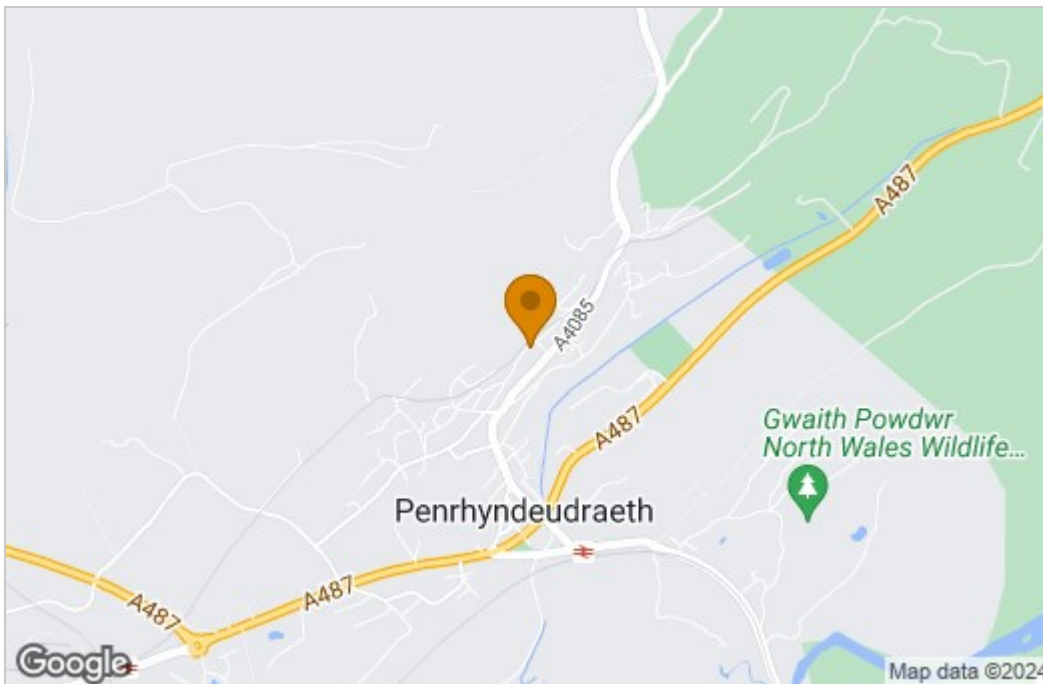 A487
A4085
A487
Gwaith Powdwr
North Wales Wildlife...
Penrhyndeudraeth
A487
A487
Google
Map data ©2024